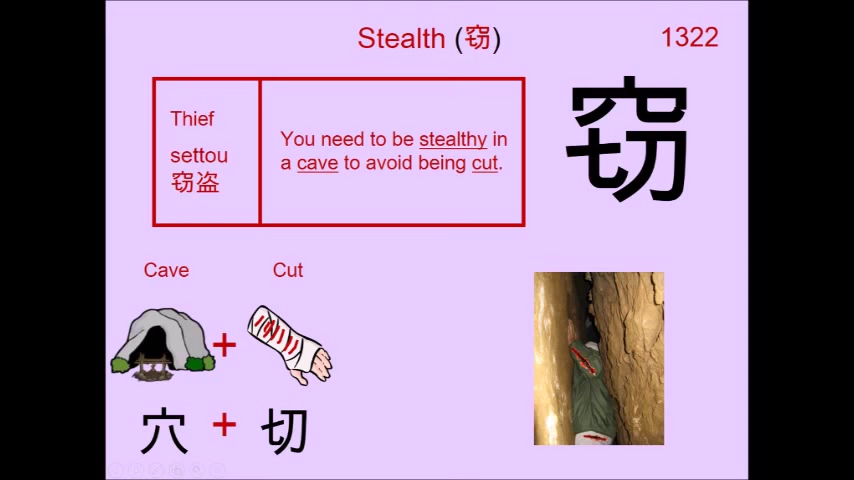 Stealth (窃)
1322
Thief
settou
窃盗
You need to be stealthy in
a cave to avoid being cut.
窃
Cave
Cut
+
穴 + 切